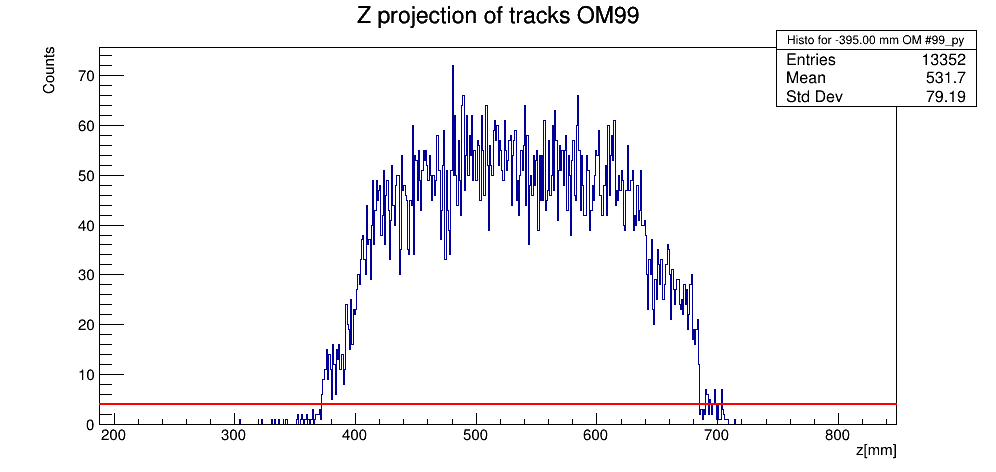 Z projection of tracks OM99
Histo for -395.00 mm OM #99_py
Entries 13352
Mean 531.7
Std Dev 79.19
Counts
70
60
50
40
30
20
10
0
200 300 400 500 600 700 800
z[mm]